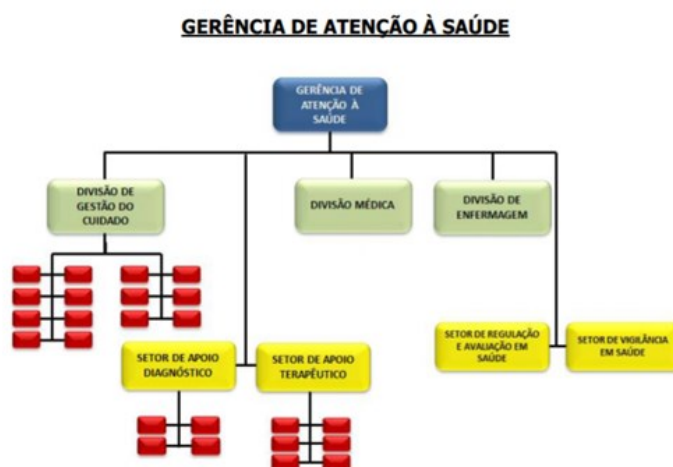 GERÊNCIA DE ATENÇÃO À SAÚDE
GERÊNCIA DE
ATENÇÃO À
SAÚDE
DIVISÃO DE
GESTÃO DO
CUIDADO
DIVISÃO MÉDICA
DIVISÃO DE
ENFERMAGEM
SETOR DE APOIO
DIAGNÓSTICO
SETOR DE APOIO
TERAPÊUTICO
SETOR DE REGULAÇÃO
E AVALIAÇÃO EM
SAÚDE
SETOR DE VIGILÂNCIA
EM SAÚDE